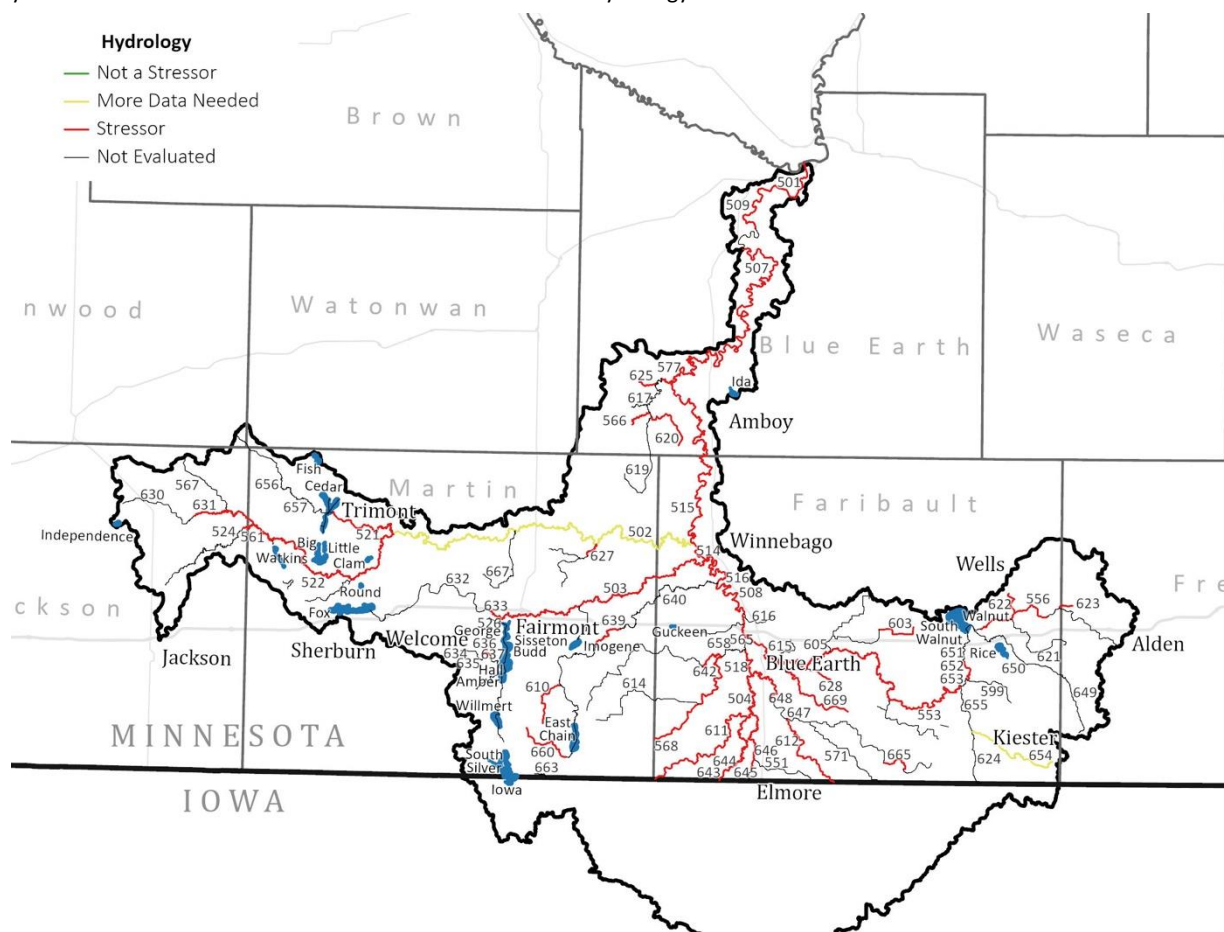 Hydrology
Not a Stressor
More Data Needed
Stressor
Not Evaluated
Brown
nwood
Watonwan
Blue Earth
Waseca
501
509
507
577
625
617
566
620
619
Ida
Amboy
Martin
Faribault
Fre
ckson
Fish
Cedar
656
657
Trimont
567
630
631
524
561
521
Independence
Big
Little
Watkins
Clam
522
Round
Fox
Jackson
Sherburn
Welcome
502
515
514
Winnebago
627
667
632
503
633
526
Fairmont
George
Sisseton
636
Budd
634
637
635
Hall
Amber
639
Imogene
640
Guckeen
516
508
616
658
565
615
605
603
Blue Earth
642
518
628
669
504
648
647
610
614
Willmert
East
Chain
South
Silver
660
663
Iowa
568
611
612
644
646
551
643
645
571
665
553
Wells
622
556
623
Walnut
South
Walnut
Alden
Rice
621
651
652
650
653
599
655
649
Kiester
654
624
Elmore
MINNESOTA
IOWA